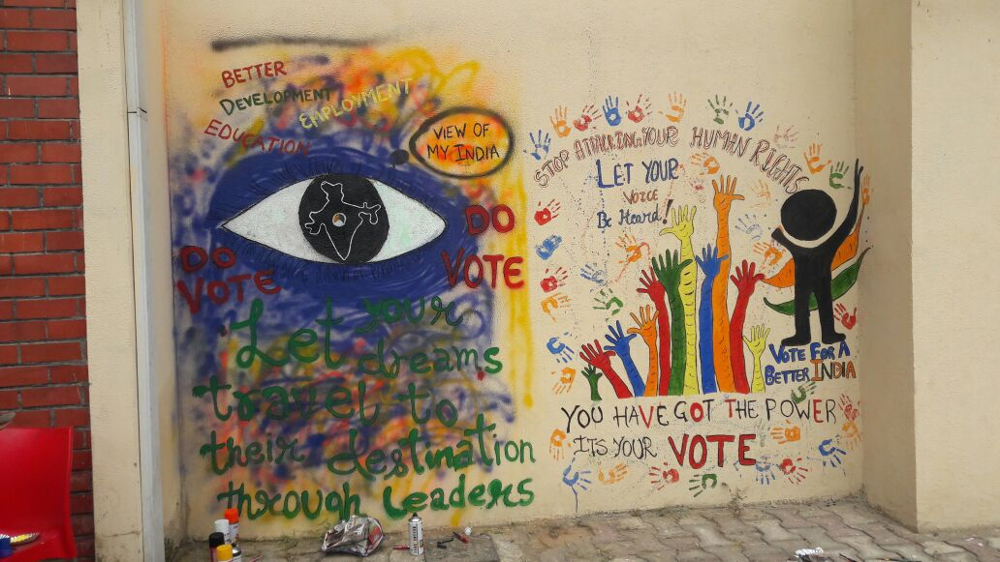 BETTER
DEVELOPMENT
EMPLOYMENT
EDUCATION
VIEW OF
MY INDIA
DO
VOTE
DO
VOTE
Let your
dreams
travel to
their destination
through Leaders
STOP ATTACKING YOUR HUMAN RIGHTS
LET YOUR
VOICE
Be Heard!
VOTE FOR A
BETTER INDIA
YOU HAVE GOT THE POWER
ITS YOUR VOTE